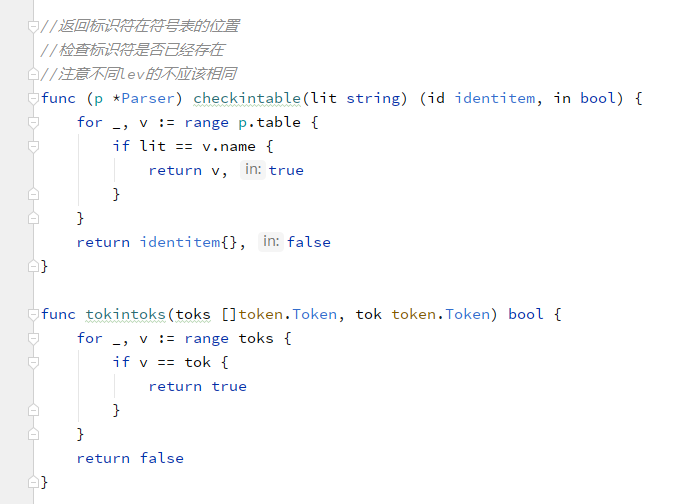 //返回标识符在符号表的位置
//检查标识符是否已经存在
//注意不同lev的不应该相同
func (p *Parser) checkintable(lit string) (id identitem, in bool) {
    for _, v := range p.table {
        if lit == v.name {
            return v, in: true
        }
    }
    return identitem{}, in: false
}

func tokintoks(toks []token.Token, tok token.Token) bool {
    for _, v := range toks {
        if v == tok {
            return true
        }
    }
    return false
}